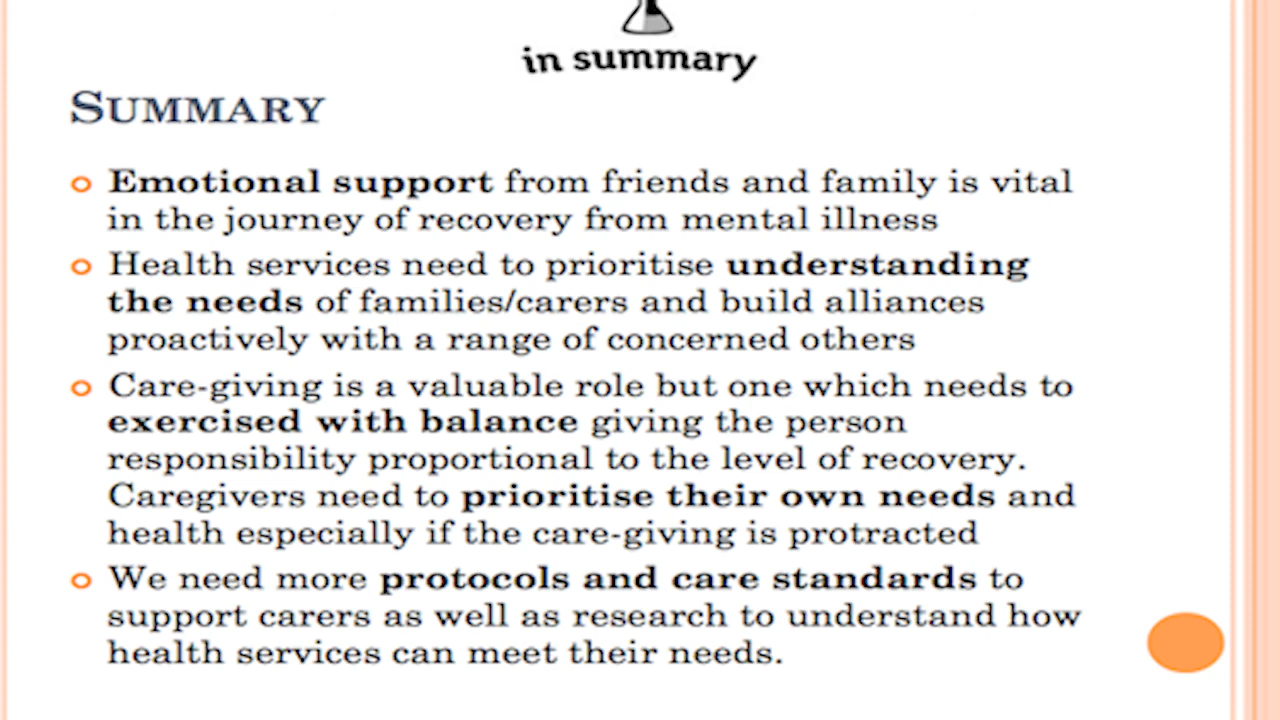 in summary
SUMMARY
Emotional support from friends and family is vital
in the journey of recovery from mental illness
Health services need to prioritise understanding
the needs of families/carers and build alliances
proactively with a range of concerned others
Care-giving is a valuable role but one which needs to
exercised with balance giving the person
responsibility proportional to the level of recovery.
Caregivers need to prioritise their own needs and
health especially if the care-giving is protracted
We need more protocols and care standards to
support carers as well as research to understand how
health services can meet their needs.